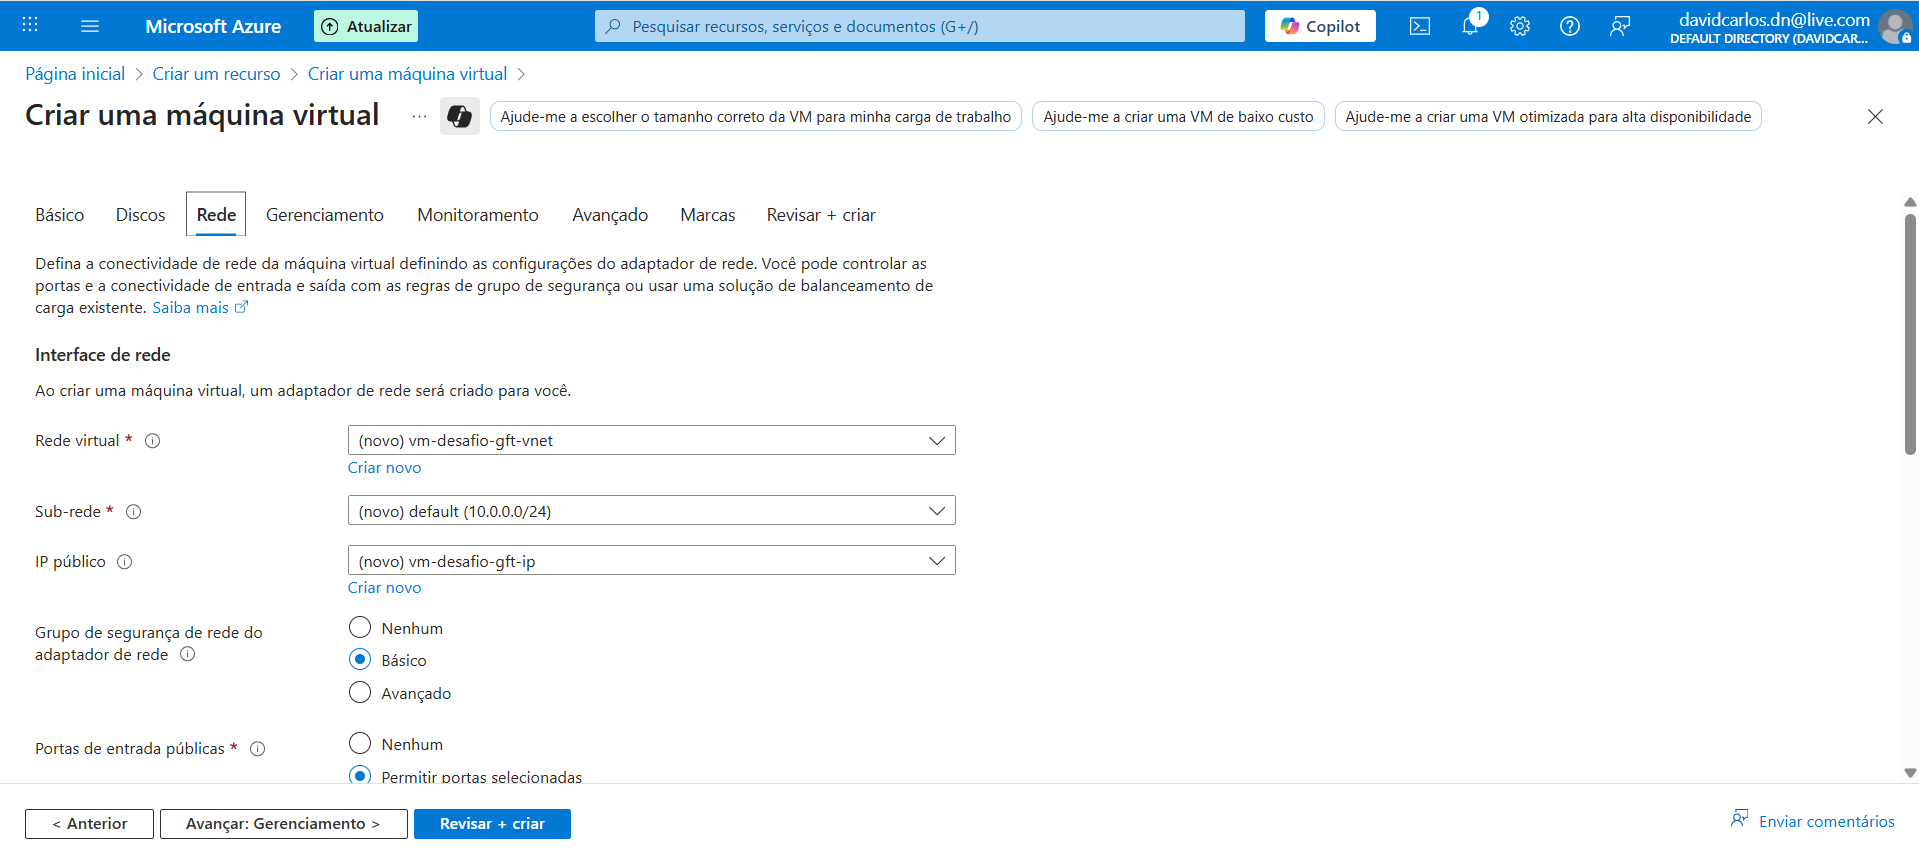 Microsoft Azure
Atualizar
Pesquisar recursos, serviços e documentos (G+/)
Copilot
1
davidcarlos.dn@live.com
DEFAULT DIRECTORY (DAVIDCAR...
Página inicial > Criar um recurso > Criar uma máquina virtual >
Criar uma máquina virtual ...
Ajude-me a escolher o tamanho correto da VM para minha carga de trabalho
Ajude-me a criar uma VM de baixo custo
Ajude-me a criar uma VM otimizada para alta disponibilidade
Básico Discos Rede Gerenciamento Monitoramento Avançado Marcas Revisar + criar
Defina a conectividade de rede da máquina virtual definindo as configurações do adaptador de rede. Você pode controlar as
portas e a conectividade de entrada e saída com as regras de grupo de segurança ou usar uma solução de balanceamento de
carga existente. Saiba mais
Interface de rede
Ao criar uma máquina virtual, um adaptador de rede será criado para você.
Rede virtual *
(novo) vm-desafio-gft-vnet
Criar novo
Sub-rede *
(novo) default (10.0.0.0/24)
IP público
(novo) vm-desafio-gft-ip
Criar novo
Grupo de segurança de rede do
adaptador de rede
Nenhum
Básico
Avançado
Portas de entrada públicas *
Nenhum
Permitir portas selecionadas
< Anterior
Avançar: Gerenciamento >
Revisar + criar
Enviar comentários